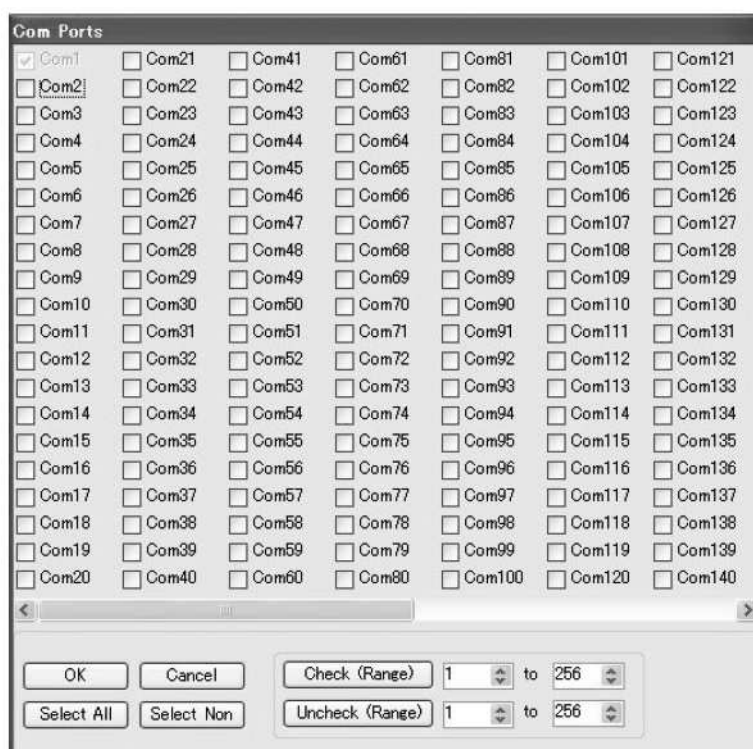 Com Ports
Com1 Com21 Com41 Com61 Com81 Com101 Com121
Com2 Com22 Com42 Com62 Com82 Com102 Com122
Com3 Com23 Com43 Com63 Com83 Com103 Com123
Com4 Com24 Com44 Com64 Com84 Com104 Com124
Com5 Com25 Com45 Com65 Com85 Com105 Com125
Com6 Com26 Com46 Com66 Com86 Com106 Com126
Com7 Com27 Com47 Com67 Com87 Com107 Com127
Com8 Com28 Com48 Com68 Com88 Com108 Com128
Com9 Com29 Com49 Com69 Com89 Com109 Com129
Com10 Com30 Com50 Com70 Com90 Com110 Com130
Com11 Com31 Com51 Com71 Com91 Com111 Com131
Com12 Com32 Com52 Com72 Com92 Com112 Com132
Com13 Com33 Com53 Com73 Com93 Com113 Com133
Com14 Com34 Com54 Com74 Com94 Com114 Com134
Com15 Com35 Com55 Com75 Com95 Com115 Com135
Com16 Com36 Com56 Com76 Com96 Com116 Com136
Com17 Com37 Com57 Com77 Com97 Com117 Com137
Com18 Com38 Com58 Com78 Com98 Com118 Com138
Com19 Com39 Com59 Com79 Com99 Com119 Com139
Com20 Com40 Com60 Com80 Com100 Com120 Com140
OK Cancel Check (Range) 1 to 256
Select All Select Non Uncheck (Range) 1 to 256